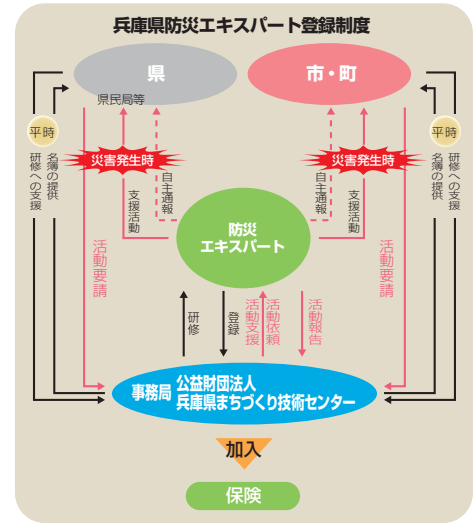 兵庫県防災エキスパート登録制度
県
県民局等
市・町
平時
平時
災害発生時
災害発生時
研修への支援
名簿の提供
活動要請
支援活動
自主通報
自主通報
支援活動
活動要請
名簿の提供
研修への支援
防災
エキスパート
研修
登録
活動支援
活動依頼
活動報告
事務局
公益財団法人
兵庫県まちづくり技術センター
加入
保険